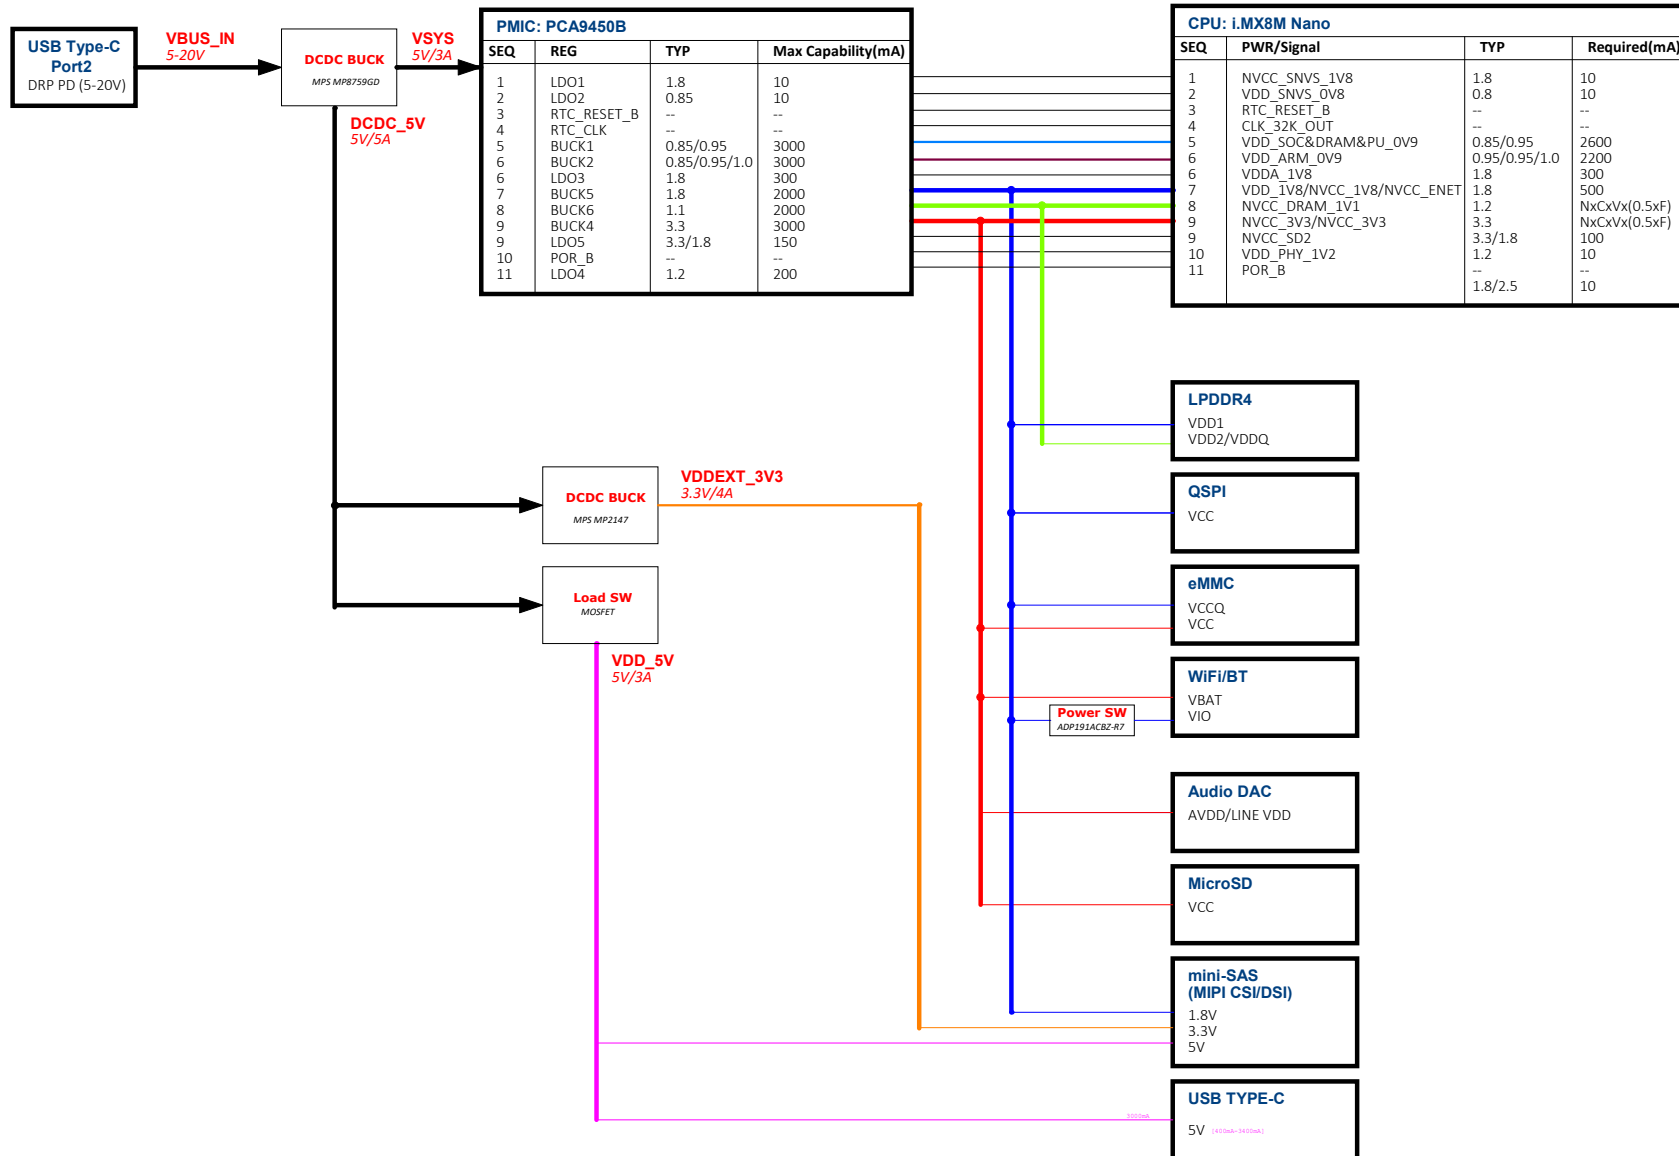 USB Type-C
Port2
DRP PD (5-20V)
VBUS_IN
5-20V
DCDC BUCK
MPS MP8759GD
VSYS
5V/3A
DCDC_5V
5V/5A
PMIC: PCA9450B
SEQ REG TYP Max Capability(mA)
1 LDO1 1.8 10
2 LDO2 0.85 10
3 RTC_RESET_B -- --
4 RTC_CLK -- --
5 BUCK1 0.85/0.95 3000
6 BUCK2 0.85/0.95/1.0 3000
6 LDO3 1.8 300
7 BUCK5 1.8 2000
8 BUCK6 1.1 2000
9 BUCK4 3.3 3000
9 LDO5 3.3/1.8 150
10 POR_B -- --
11 LDO4 1.2 200
CPU: i.MX8M Nano
SEQ PWR/Signal TYP Required(mA)
1 NVCC_SNVS_1V8 1.8 10
2 VDD_SNVS_0V8 0.8 10
3 RTC_RESET_B -- --
4 CLK_32K_OUT -- --
5 VDD_SOC&DRAM&PU_0V9 0.85/0.95 2600
6 VDD_ARM_0V9 0.95/0.95/1.0 2200
6 VDDA_1V8 1.8 300
7 VDD_1V8/NVCC_1V8/NVCC_ENET 1.8 500
8 NVCC_DRAM_1V1 1.2 NxCxVx(0.5xF)
9 NVCC_3V3/NVCC_3V3 3.3 NxCxVx(0.5xF)
9 NVCC_SD2 3.3/1.8 100
10 VDD_PHY_1V2 1.2 10
11 POR_B -- --
1.8/2.5 10
LPDDR4
VDD1
VDD2/VDDQ
DCDC BUCK
MPS MP2147
VDDEXT_3V3
3.3V/4A
QSPI
VCC
Load SW
MOSFET
VDD_5V
5V/3A
eMMC
VCCQ
VCC
WiFi/BT
VBAT
VIO
Power SW
ADP191ACBZ-R7
Audio DAC
AVDD/LINE VDD
MicroSD
VCC
mini-SAS
(MIPI CSI/DSI)
1.8V
3.3V
5V
USB TYPE-C
3000mA
5V [400mA~3400mA]